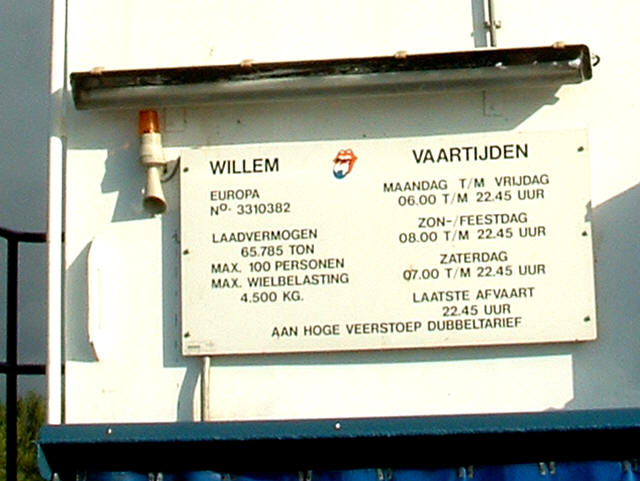 WILLEM
EUROPA
No. 3310382
LAADVERMOGEN
65.785 TON
MAX. 100 PERSONEN
MAX. WIELBELASTING
4.500 KG.
VAARTIJDEN
MAANDAG T/M VRIJDAG
06.00 T/M 22.45 UUR
ZON-/FEESTDAG
08.00 T/M 22.45 UUR
ZATERDAG
07.00 T/M 22.45 UUR
LAATSTE AFVAART
22.45 UUR
AAN HOGE VEERSTOEP DUBBELTARIEF